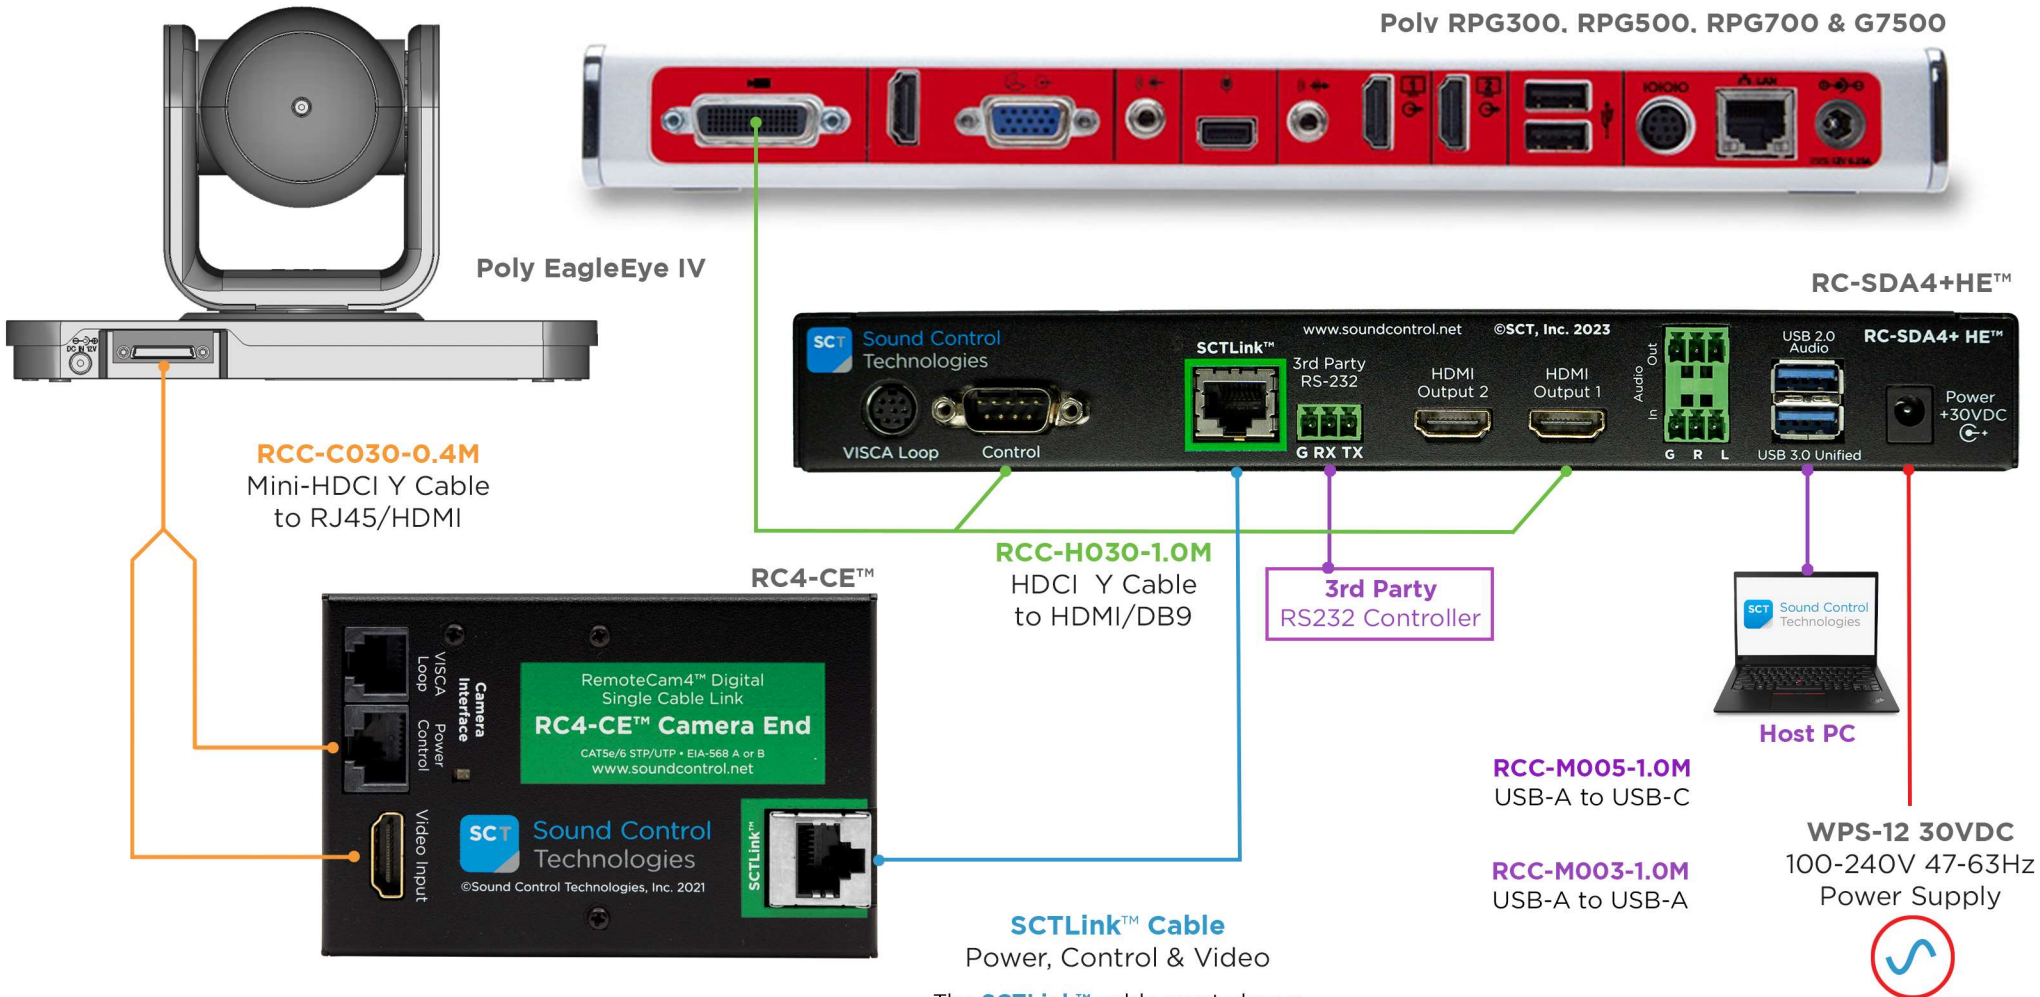 Poly RPG300, RPG500, RPG700 & G7500
LAN
DC IN 12V
Poly EagleEye IV
RC-SDA4+HE™
SCT
Sound Control
Technologies
VISCA Loop
Control
SCTLink™
www.soundcontrol.net
©SCT, Inc. 2023
3rd Party
RS-232
G RX TX
HDMI
Output 2
HDMI
Output 1
Audio
In
Out
G R L
USB 2.0
Audio
USB 3.0 Unified
RC-SDA4+ HE™
Power
+30VDC
RCC-C030-0.4M
Mini-HDCI Y Cable
to RJ45/HDMI
RCC-H030-1.0M
HDCI Y Cable
to HDMI/DB9
3rd Party
RS232 Controller
SCT
Sound Control
Technologies
Host PC
RC4-CE™
VISCA
Loop
Power
Control
Camera
Interface
Video Input
RemoteCam4™ Digital
Single Cable Link
RC4-CE™ Camera End
CAT5e/6 STP/UTP • EIA-568 A or B
www.soundcontrol.net
SCT
Sound Control
Technologies
©Sound Control Technologies, Inc. 2021
SCTLink™
RCC-M005-1.0M
USB-A to USB-C
RCC-M003-1.0M
USB-A to USB-A
WPS-12 30VDC
100-240V 47-63Hz
Power Supply
SCTLink™ Cable
Power, Control & Video